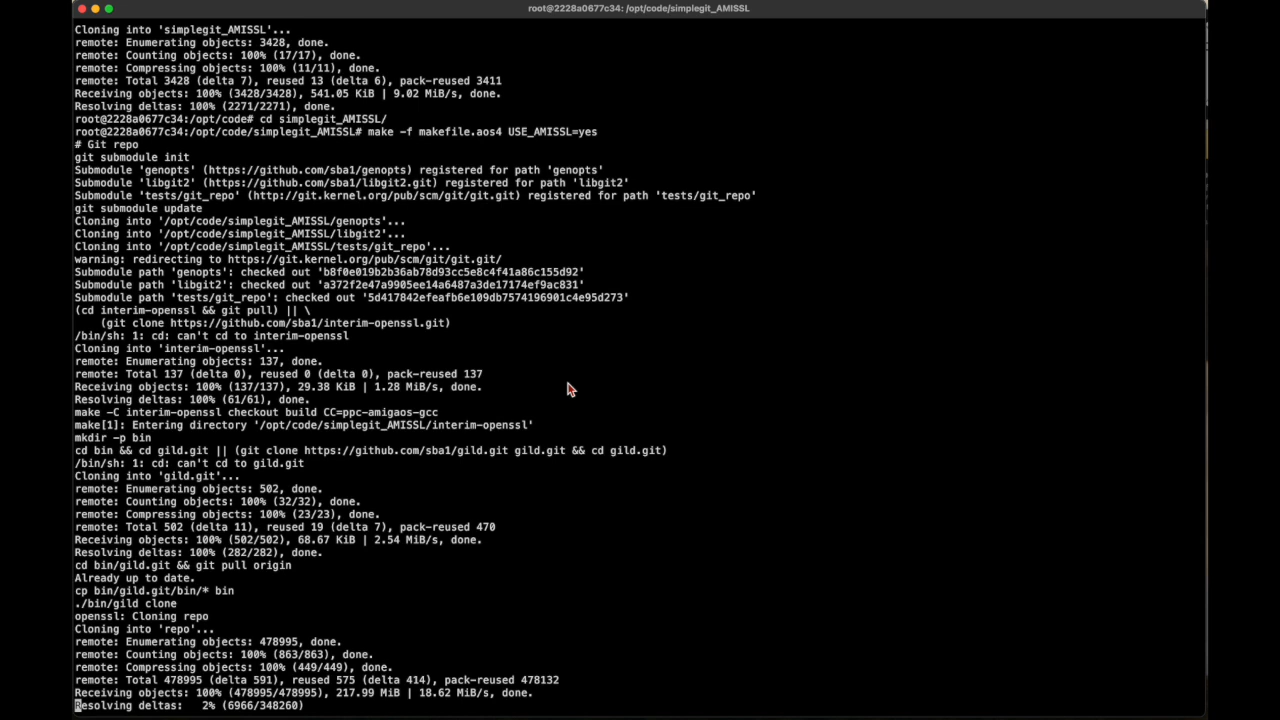 root@2228a0677c34: /opt/code/simplegit_AMISSL
Cloning into 'simplegit_AMISSL'...
remote: Enumerating objects: 3428, done.
remote: Counting objects: 100% (17/17), done.
remote: Compressing objects: 100% (11/11), done.
remote: Total 3428 (delta 7), reused 13 (delta 6), pack-reused 3411
Receiving objects: 100% (3428/3428), 541.05 KiB | 9.02 MiB/s, done.
Resolving deltas: 100% (2271/2271), done.
root@2228a0677c34:/opt/code# cd simplegit_AMISSL/
root@2228a0677c34:/opt/code/simplegit_AMISSL# make -f makefile.aos4 USE_AMISSL=yes
# Git repo
git submodule init
Submodule 'genopts' (https://github.com/sba1/genopts) registered for path 'genopts'
Submodule 'libgit2' (https://github.com/sba1/libgit2.git) registered for path 'libgit2'
Submodule 'tests/git_repo' (http://git.kernel.org/pub/scm/git/git.git) registered for path 'tests/git_repo'
git submodule update
Cloning into '/opt/code/simplegit_AMISSL/genopts'...
Cloning into '/opt/code/simplegit_AMISSL/libgit2'...
Cloning into '/opt/code/simplegit_AMISSL/tests/git_repo'...
warning: redirecting to https://git.kernel.org/pub/scm/git/git.git/
Submodule path 'genopts': checked out 'b8f0e019b2b36ab78d93cc5e8c4f41a86c155d92'
Submodule path 'libgit2': checked out 'a372f2e47a9905ee14a6487a3de17174ef9ac831'
Submodule path 'tests/git_repo': checked out '5d417842efeafb6e109db7574196901c4e95d273'
(cd interim-openssl && git pull) || \
    (git clone https://github.com/sba1/interim-openssl.git)
/bin/sh: 1: cd: can't cd to interim-openssl
Cloning into 'interim-openssl'...
remote: Enumerating objects: 137, done.
remote: Total 137 (delta 0), reused 0 (delta 0), pack-reused 137
Receiving objects: 100% (137/137), 29.38 KiB | 1.28 MiB/s, done.
Resolving deltas: 100% (61/61), done.
make -C interim-openssl checkout build CC=ppc-amigaos-gcc
make[1]: Entering directory '/opt/code/simplegit_AMISSL/interim-openssl'
mkdir -p bin
cd bin && cd gild.git || (git clone https://github.com/sba1/gild.git gild.git && cd gild.git)
/bin/sh: 1: cd: can't cd to gild.git
Cloning into 'gild.git'...
remote: Enumerating objects: 502, done.
remote: Counting objects: 100% (32/32), done.
remote: Compressing objects: 100% (23/23), done.
remote: Total 502 (delta 11), reused 19 (delta 7), pack-reused 470
Receiving objects: 100% (502/502), 68.67 KiB | 2.54 MiB/s, done.
Resolving deltas: 100% (282/282), done.
cd bin/gild.git && git pull origin
Already up to date.
cp bin/gild.git/bin/* bin
./bin/gild clone
openssl: Cloning repo
Cloning into 'repo'...
remote: Enumerating objects: 478995, done.
remote: Counting objects: 100% (863/863), done.
remote: Compressing objects: 100% (449/449), done.
remote: Total 478995 (delta 591), reused 575 (delta 414), pack-reused 478132
Receiving objects: 100% (478995/478995), 217.99 MiB | 18.62 MiB/s, done.
Resolving deltas:   2% (6966/348260)